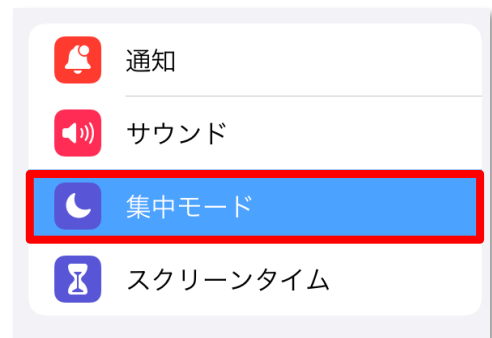 通知
サウンド
集中モード
スクリーンタイム